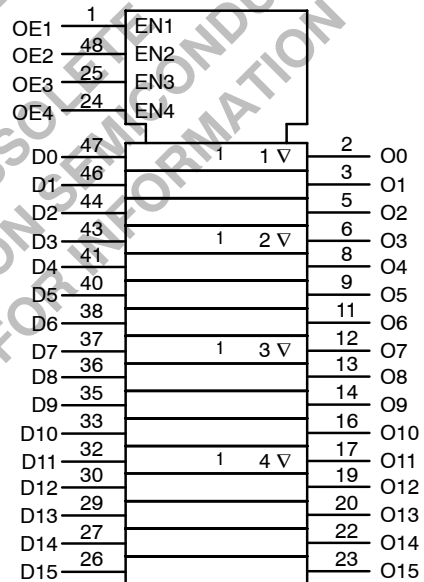 OE1 1 EN1
OE2 48 EN2
OE3 25 EN3
OE4 24 EN4
D0 47 1 1 ∇ 2 O0
D1 46 3 O1
D2 44 5 O2
D3 43 1 2 ∇ 6 O3
D4 41 8 O4
D5 40 9 O5
D6 38 11 O6
D7 37 1 3 ∇ 12 O7
D8 36 13 O8
D9 35 14 O9
D10 33 16 O10
D11 32 1 4 ∇ 17 O11
D12 30 19 O12
D13 29 20 O13
D14 27 22 O14
D15 26 23 O15
ON SEMICONDU
FOR INFORMATION